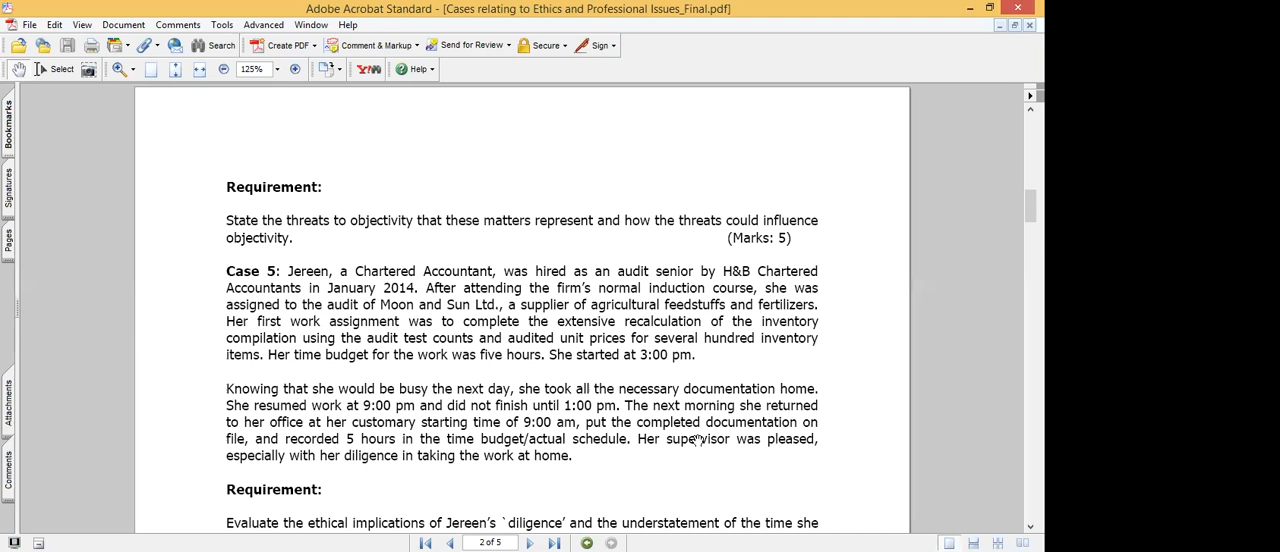 Adobe Acrobat Standard - [Cases relating to Ethics and Professional Issues_Final.pdf]
File Edit View Document Comments Tools Advanced Window Help
Search Create PDF Comment & Markup Send for Review Secure Sign
Select 125% Y! Help
Bookmarks
Signatures
Pages
Attachments
Comments
Requirement:
State the threats to objectivity that these matters represent and how the threats could influence
objectivity. (Marks: 5)
Case 5: Jereen, a Chartered Accountant, was hired as an audit senior by H&B Chartered
Accountants in January 2014. After attending the firm's normal induction course, she was
assigned to the audit of Moon and Sun Ltd., a supplier of agricultural feedstuffs and fertilizers.
Her first work assignment was to complete the extensive recalculation of the inventory
compilation using the audit test counts and audited unit prices for several hundred inventory
items. Her time budget for the work was five hours. She started at 3:00 pm.
Knowing that she would be busy the next day, she took all the necessary documentation home.
She resumed work at 9:00 pm and did not finish until 1:00 pm. The next morning she returned
to her office at her customary starting time of 9:00 am, put the completed documentation on
file, and recorded 5 hours in the time budget/actual schedule. Her supervisor was pleased,
especially with her diligence in taking the work at home.
Requirement:
Evaluate the ethical implications of Jereen's `diligence' and the understatement of the time she
2 of 5